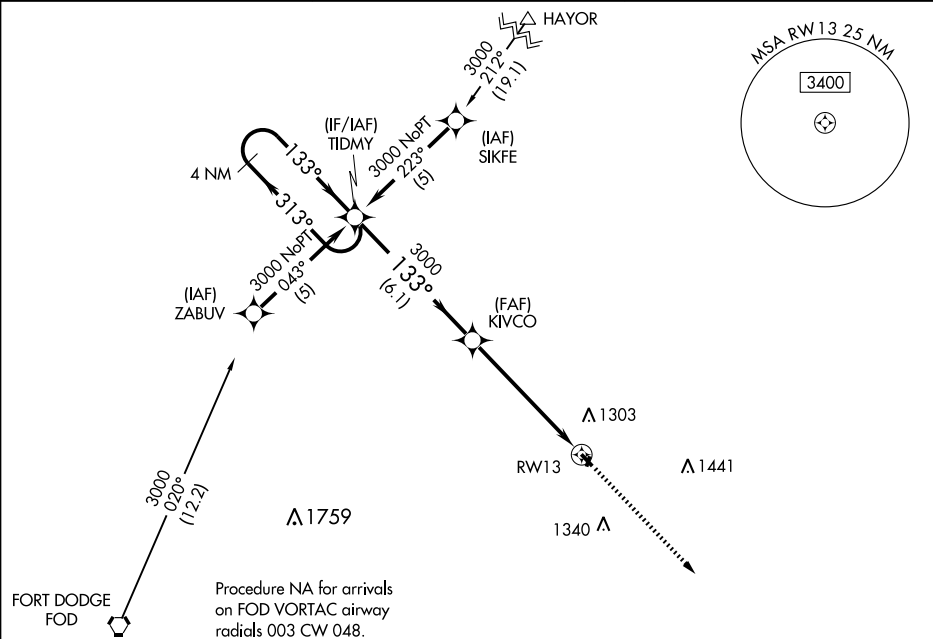 HAYOR
3000
212°
(19.1)
MSA RW13 25 NM
3400
(IF/IAF)
TIDMY
(IAF)
SIKFE
3000 NoPT
223°
(5)
4 NM
133°
313°
3000 NoPT
043°
(5)
(IAF)
ZABUV
3000
133°
(6.1)
(FAF)
KIVCO
1303
RW13
1441
1340
3000
020°
(12.2)
1759
FORT DODGE
FOD
Procedure NA for arrivals
on FOD VORTAC airway
radials 003 CW 048.